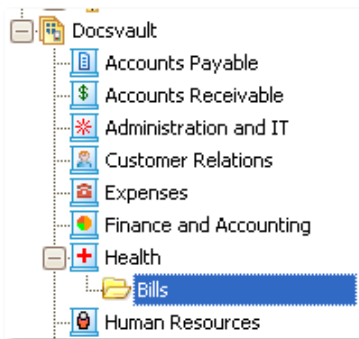 Docsvault
Accounts Payable
Accounts Receivable
Administration and IT
Customer Relations
Expenses
Finance and Accounting
Health
Bills
Human Resources